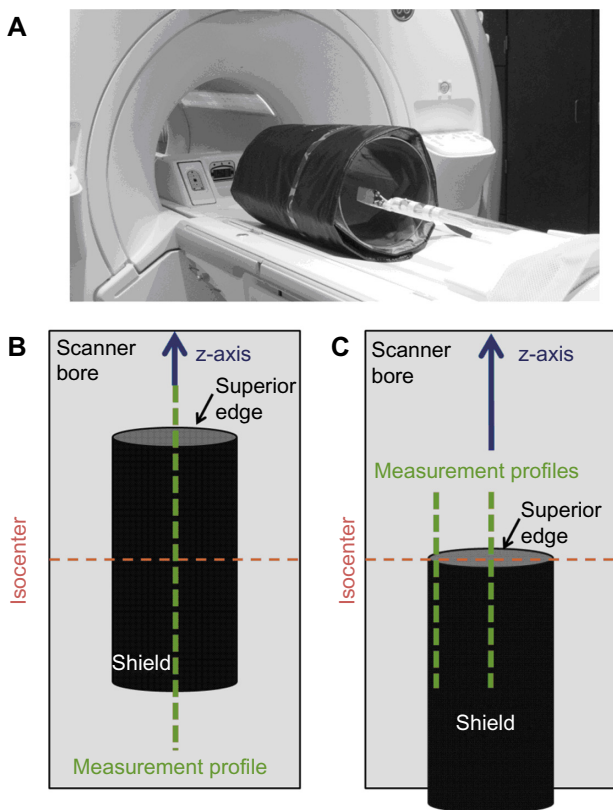 A
B
Scanner
bore
z-axis
Superior
edge
Isocenter
Shield
Measurement profile
C
Scanner
bore
z-axis
Measurement profiles
Superior
edge
Isocenter
Shield